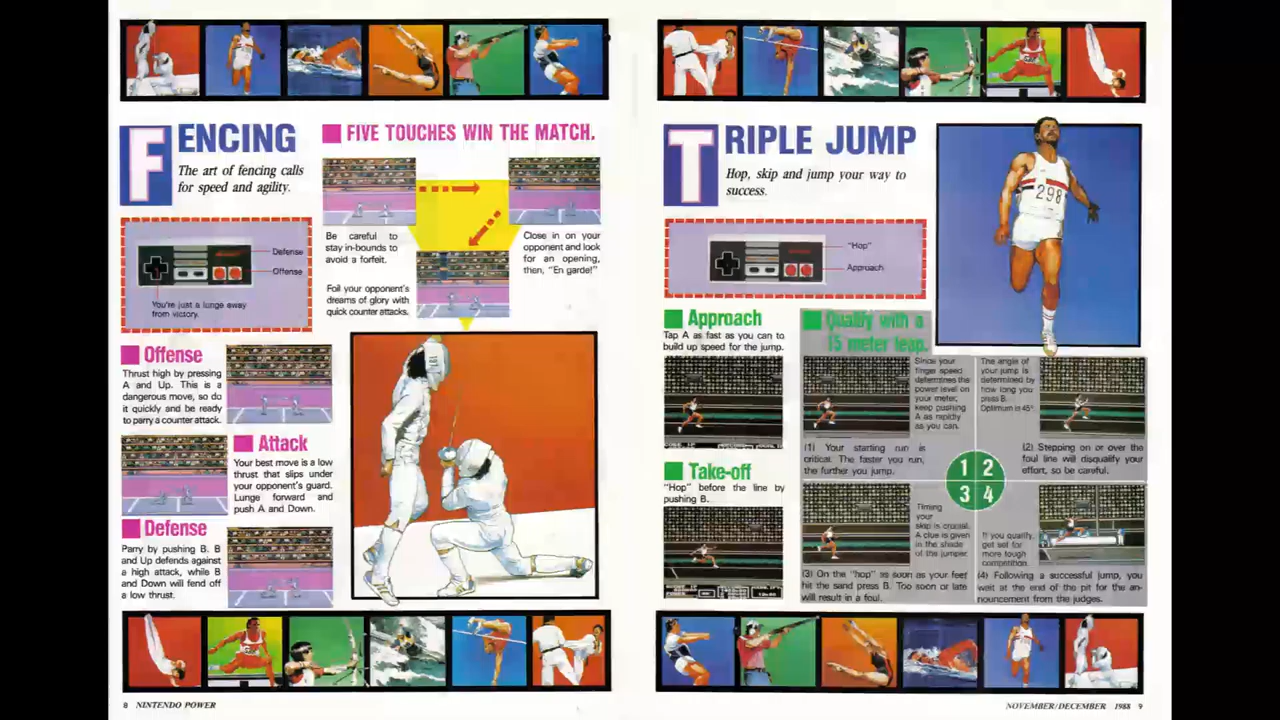 FENCING
The art of fencing calls
for speed and agility.
Defense
Offense
You're just a lunge away
from victory.
FIVE TOUCHES WIN THE MATCH.
Be careful to
stay in-bounds to
avoid a forfeit.
Close in on your
opponent and look
for an opening,
then, "En garde!"
Foil your opponent's
dreams of glory with
quick counter attacks.
Offense
Thrust high by pressing
A and Up. This is a
dangerous move, so do
it quickly and be ready
to parry a counter attack.
Attack
Your best move is a low
thrust that slips under
your opponent's guard.
Lunge forward and
push A and Down.
Defense
Parry by pushing B. B
and Up defends against
a high attack, while B
and Down will fend off
a low thrust.
8 NINTENDO POWER
TRIPLE JUMP
Hop, skip and jump your way to
success.
298
"Hop"
Approach
Approach
Tap A as fast as you can to
build up speed for the jump.
Take-off
"Hop" before the line by
pushing B.
Qualify with a
15 meter leap.
Since your
finger speed
determines the
power level on
your meter,
keep pushing
A as rapidly
as you can.
(1) Your starting run is
critical. The faster you run,
the further you jump.
The angle of
your jump is
determined by
how long you
press B.
Optimum is 45°.
(2) Stepping on or over the
foul line will disqualify your
effort, so be careful.
1 2
3 4
Timing
your
skip is crucial.
A clue is given
in the shade
of the jumper.
(3) On the "hop" as soon as your feet
hit the sand press B. Too soon or late
will result in a foul.
If you qualify,
get set for
more tough
competition.
(4) Following a successful jump, you
wait at the end of the pit for the an-
nouncement from the judges.
NOVEMBER/DECEMBER 1988 9